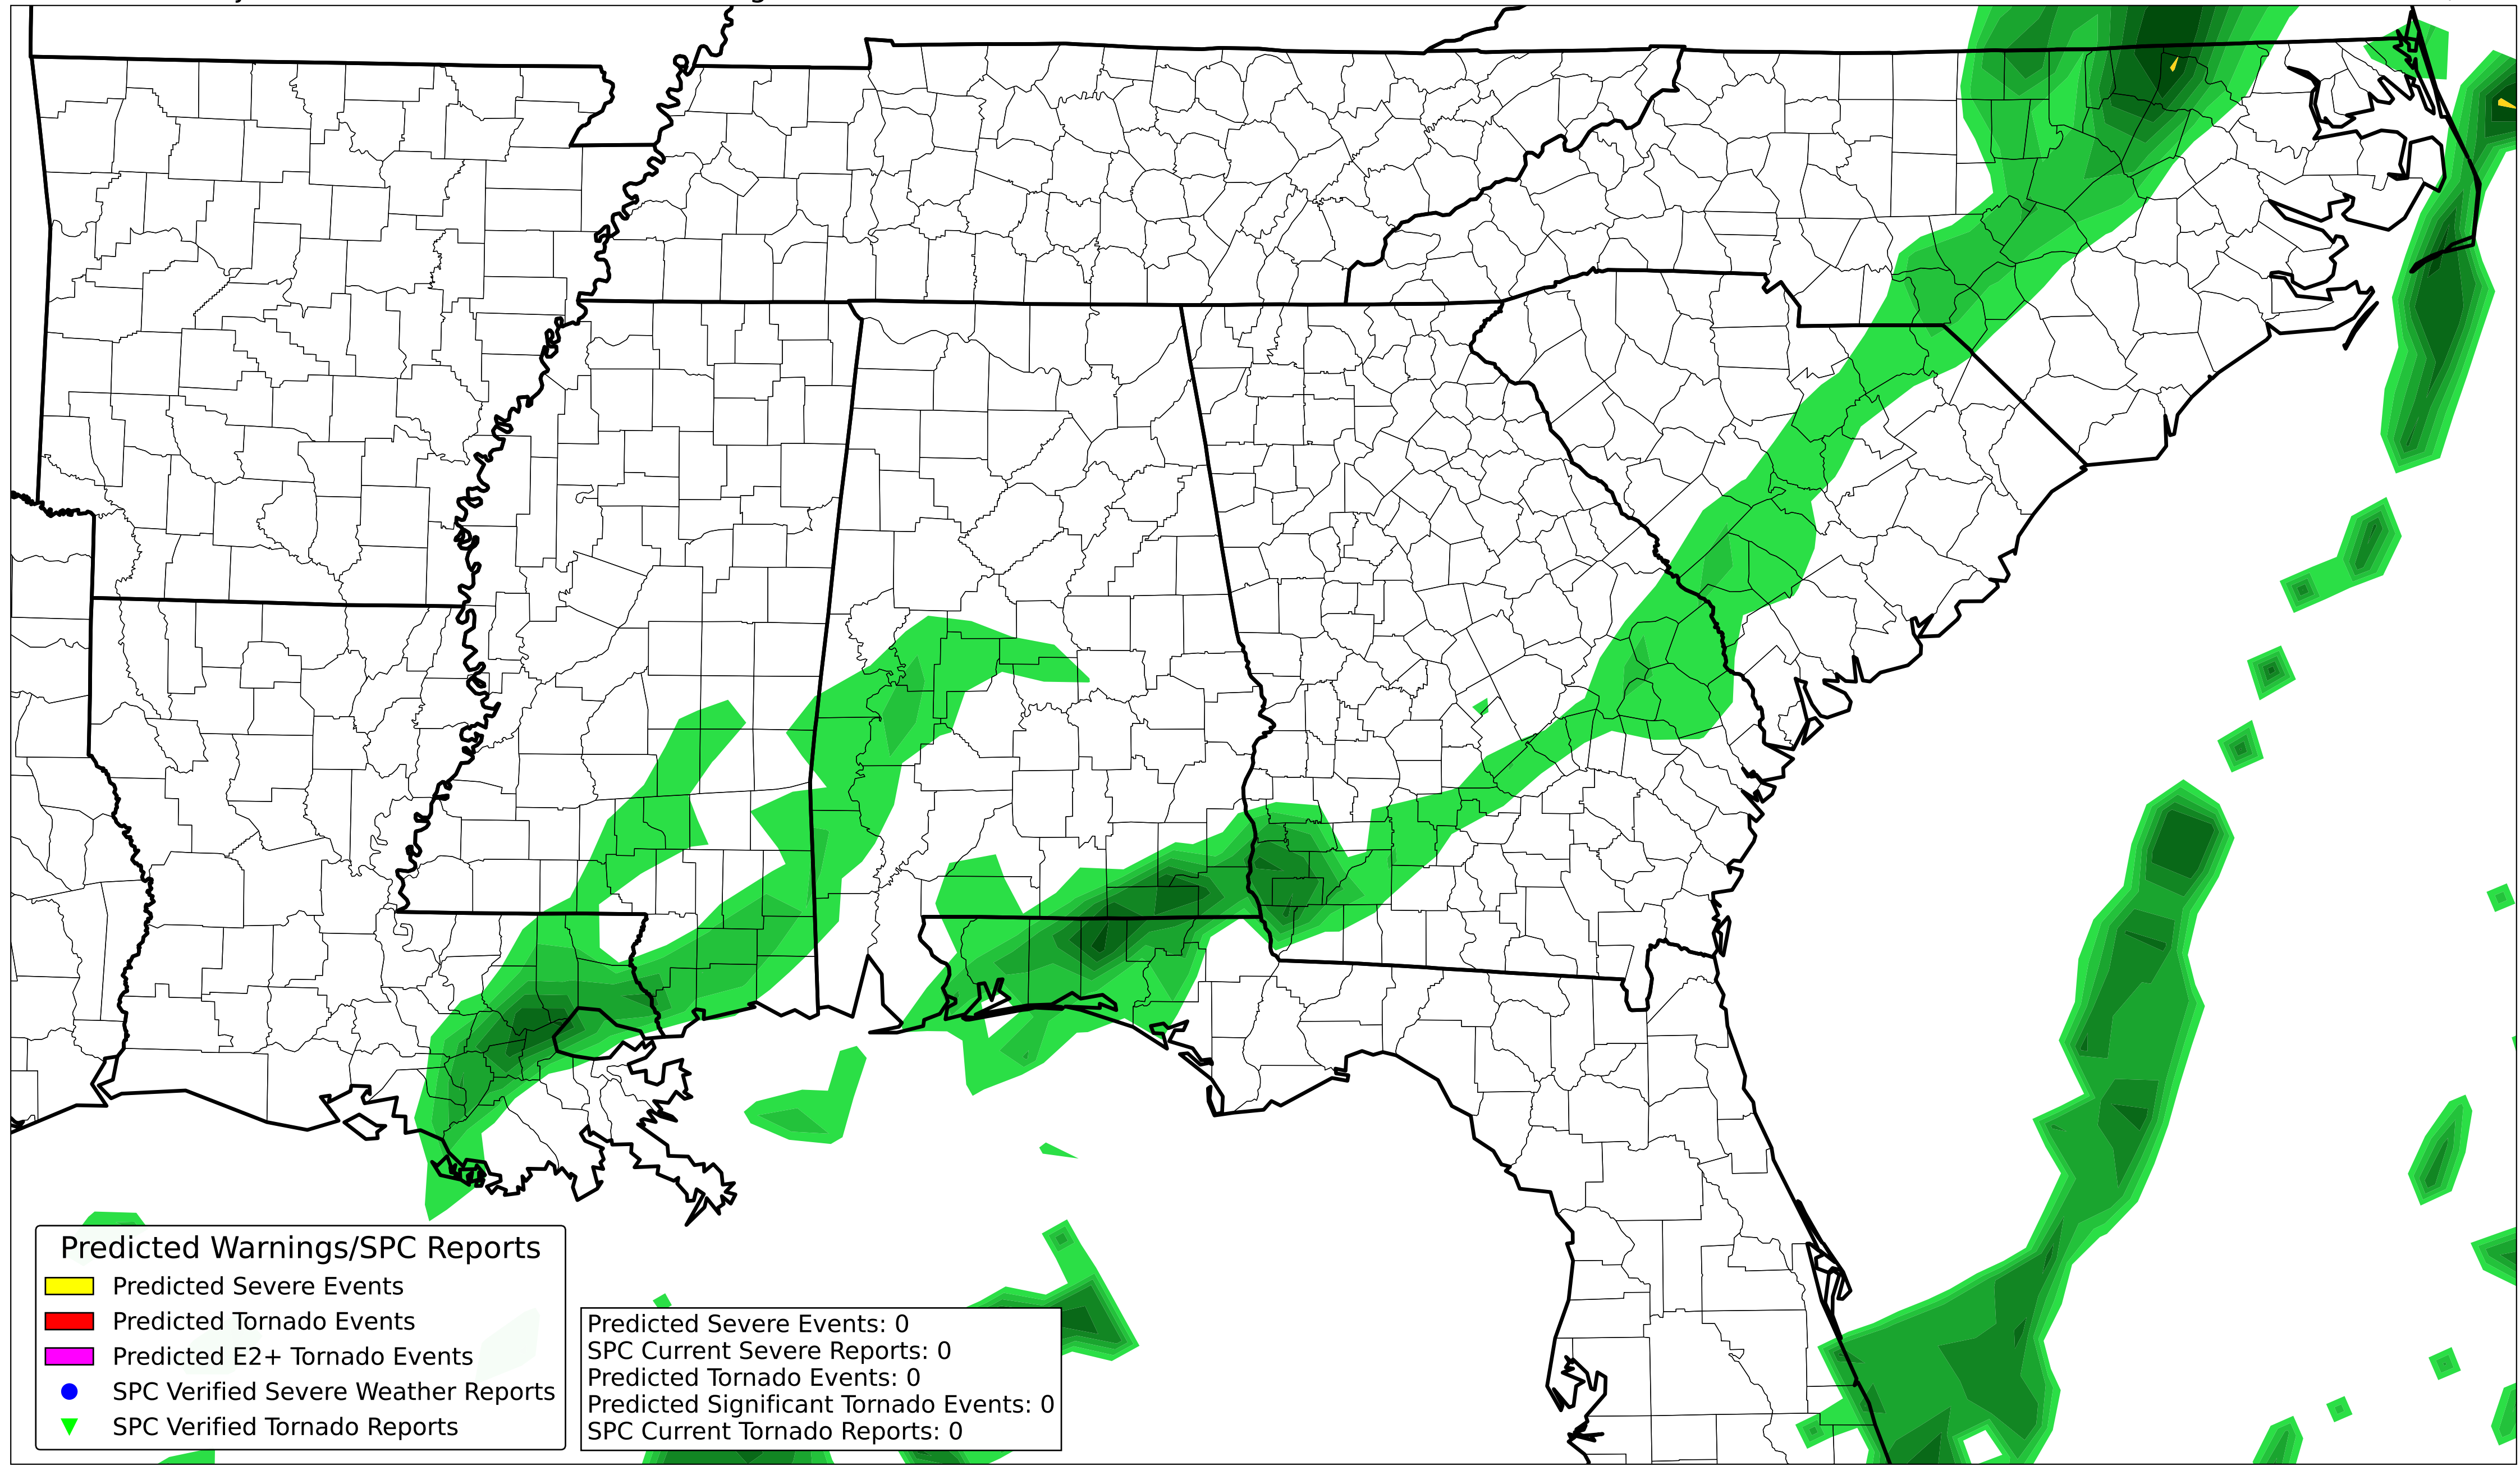 Predicted Warnings/SPC Reports
Predicted Severe Events
Predicted Tornado Events
Predicted E2+ Tornado Events
SPC Verified Severe Weather Reports
SPC Verified Tornado Reports
Predicted Severe Events: 0
SPC Current Severe Reports: 0
Predicted Tornado Events: 0
Predicted Significant Tornado Events: 0
SPC Current Tornado Reports: 0